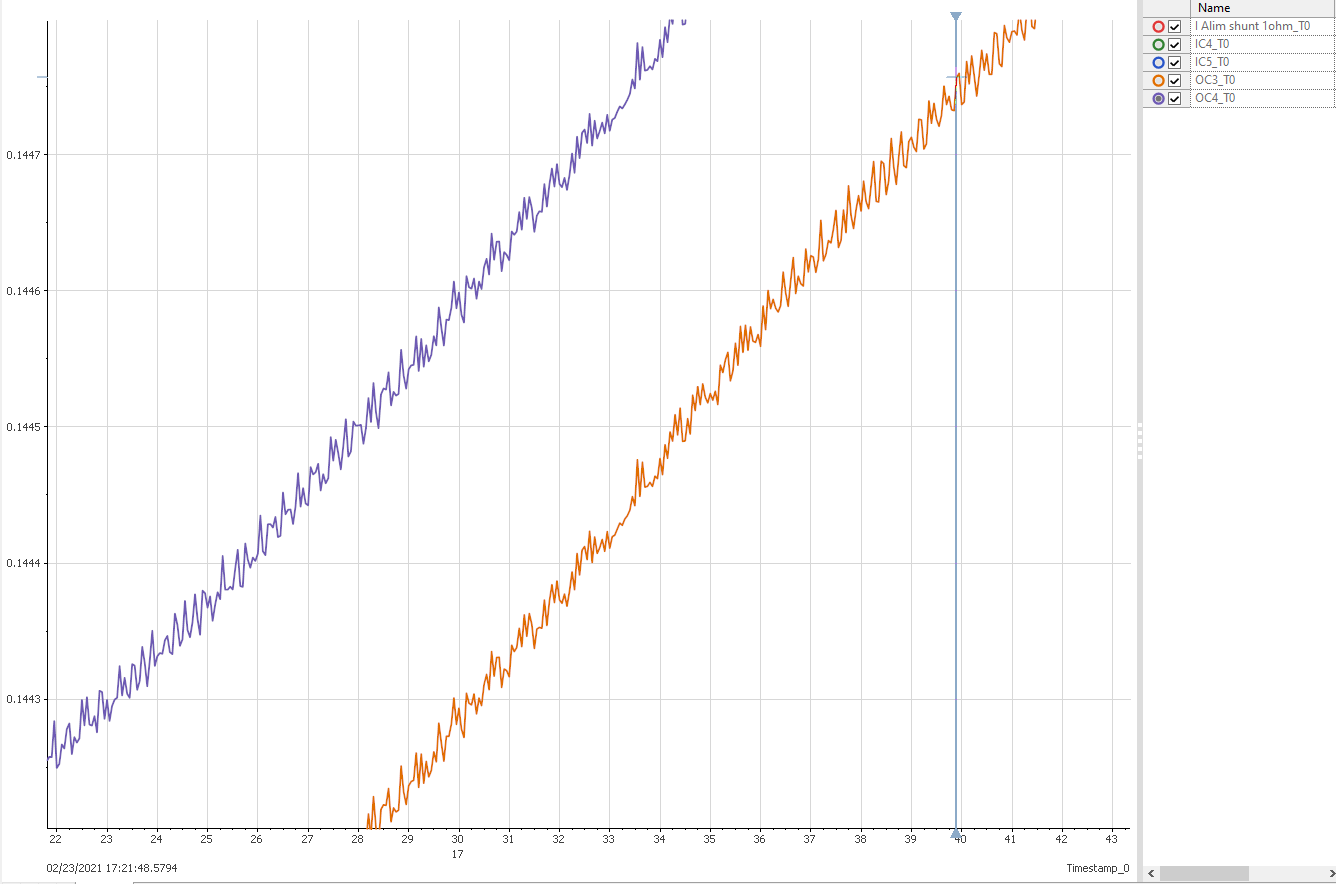 Name
I Alim shunt 1ohm_T0
IC4_T0
IC5_T0
OC3_T0
OC4_T0
0.1447
0.1446
0.1445
0.1444
0.1443
22 23 24 25 26 27 28 29 30 31 32 33 34 35 36 37 38 39 40 41 42 43
17
02/23/2021 17:21:48.5794
Timestamp_0